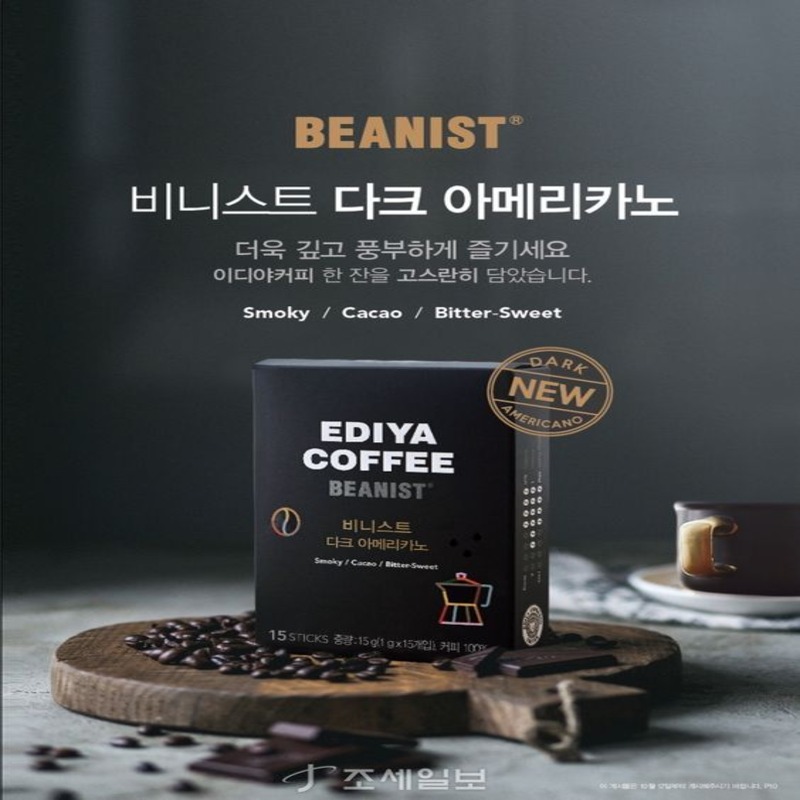 BEANIST®
비니스트 다크 아메리카노
더욱 깊고 풍부하게 즐기세요
이디야커피 한 잔을 고스란히 담았습니다.
Smoky / Cacao / Bitter-Sweet
DARK
NEW
AMERICANO
EDIYA
COFFEE
BEANIST
비니스트
다크 아메리카노
Smoky / Cacao / Bitter-Sweet
15 STICKS 중량:15 g(1 g x 15개입), 커피 100%
조세일보